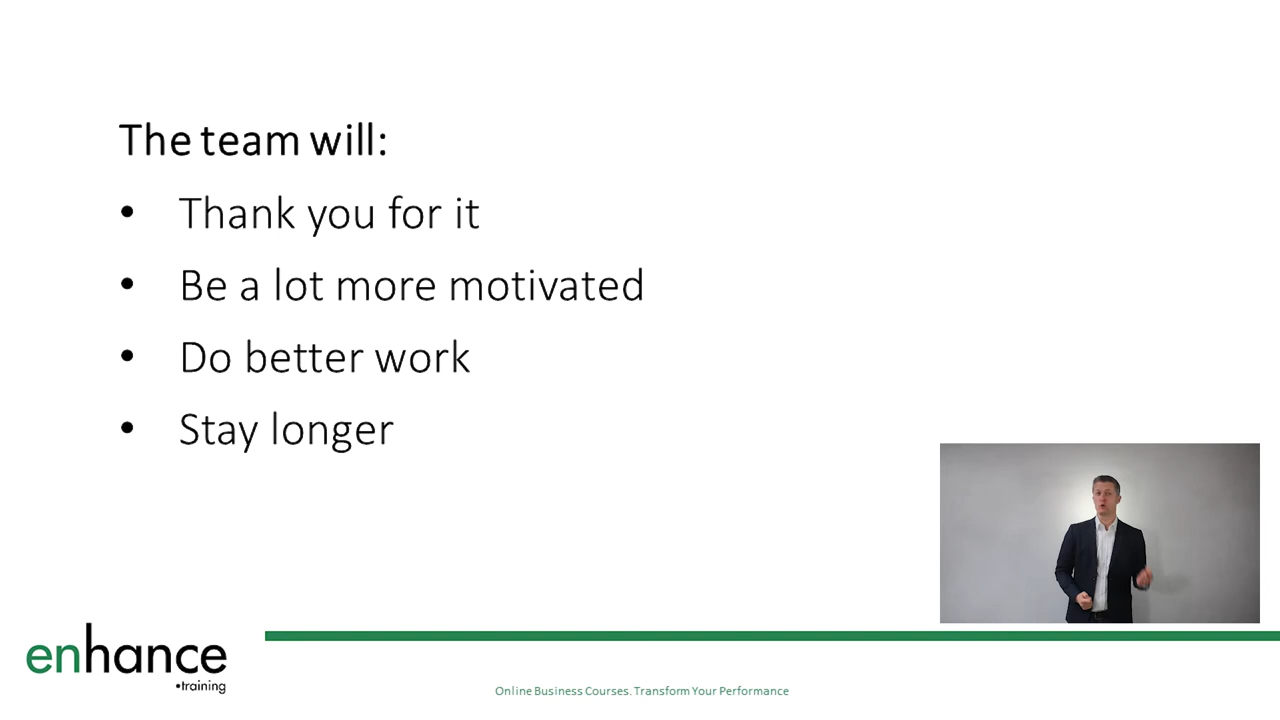 The team will:
• Thank you for it
• Be a lot more motivated
• Do better work
• Stay longer
enhance
•training
Online Business Courses. Transform Your Performance